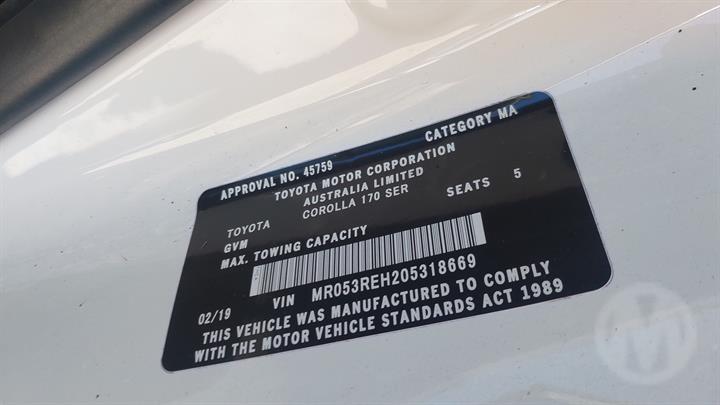 APPROVAL NO. 45759 CATEGORY MA
TOYOTA MOTOR CORPORATION
AUSTRALIA LIMITED
TOYOTA COROLLA 170 SER SEATS 5
GVM
MAX. TOWING CAPACITY
02/19 VIN MR053REH205318669
THIS VEHICLE WAS MANUFACTURED TO COMPLY
WITH THE MOTOR VEHICLE STANDARDS ACT 1989
M